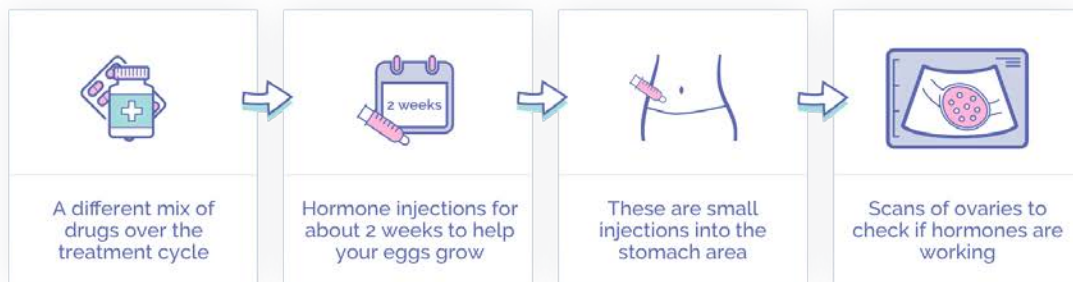 2 weeks
A different mix of
drugs over the
treatment cycle
Hormone injections for
about 2 weeks to help
your eggs grow
These are small
injections into the
stomach area
Scans of ovaries to
check if hormones are
working